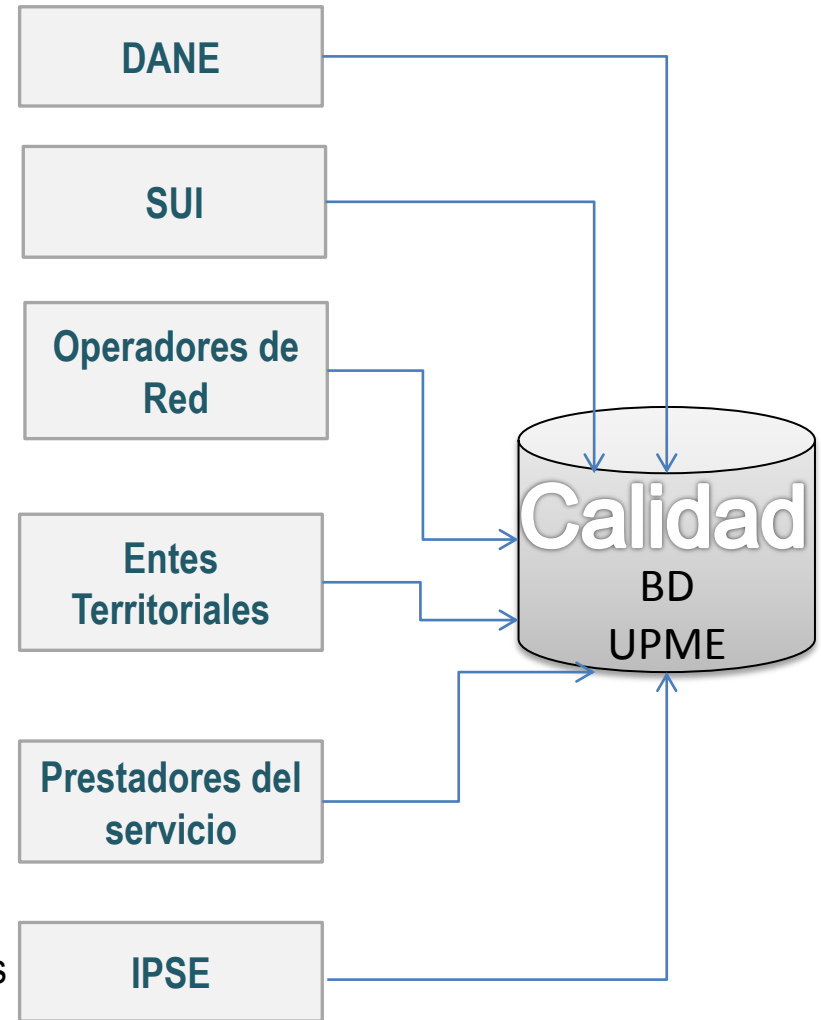 DANE
SUI
Operadores de
Red
Calidad
BD
UPME
Entes
Territoriales
Prestadores del
servicio
s
IPSE